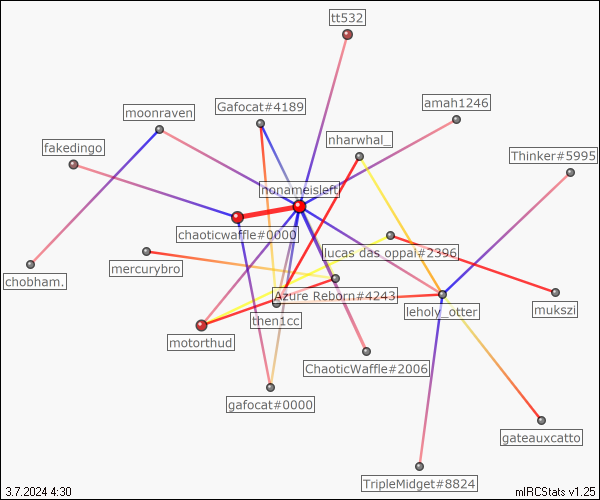 tt532
Gafocat#4189
amah1246
moonraven
nharwhal_
fakedingo
Thinker#5995
nonameisleft
chaoticwaffle#0000
lucas das oppai#2396
mercurybro
chobham.
Azure Reborn#4243
mukszi
then1cc
leholy_otter
motorthud
ChaoticWaffle#2006
gafocat#0000
gateauxcatto
TripleMidget#8824
3.7.2024 4:30
mIRCStats v1.25